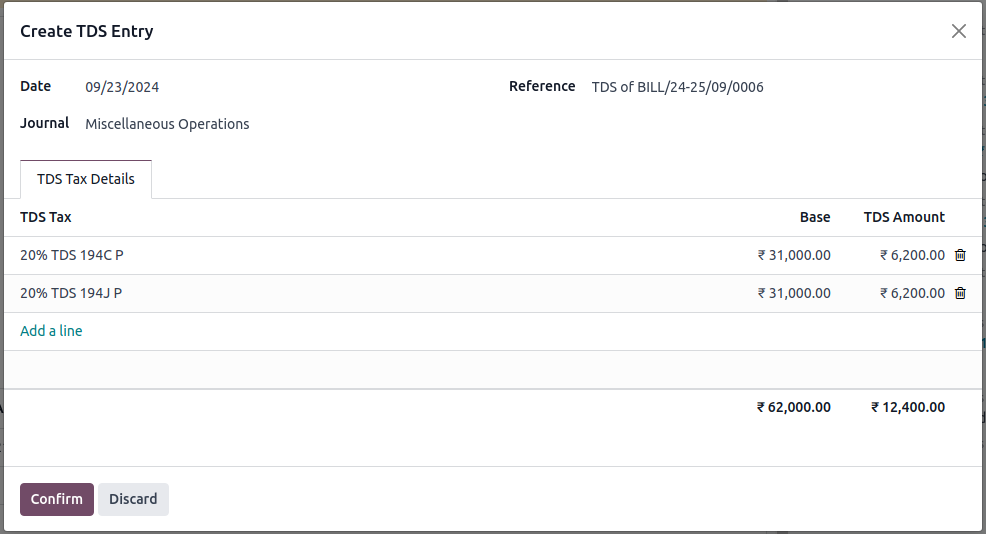 Create TDS Entry
Date 09/23/2024 Reference TDS of BILL/24-25/09/0006
Journal Miscellaneous Operations
TDS Tax Details
TDS Tax Base TDS Amount
20% TDS 194C P ₹ 31,000.00 ₹ 6,200.00
20% TDS 194J P ₹ 31,000.00 ₹ 6,200.00
Add a line
₹ 62,000.00 ₹ 12,400.00
Confirm Discard